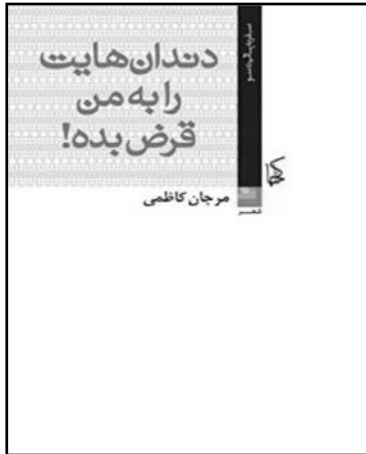 دندان‌هایت
را به من
قرض بده!
مرجان کاظمی